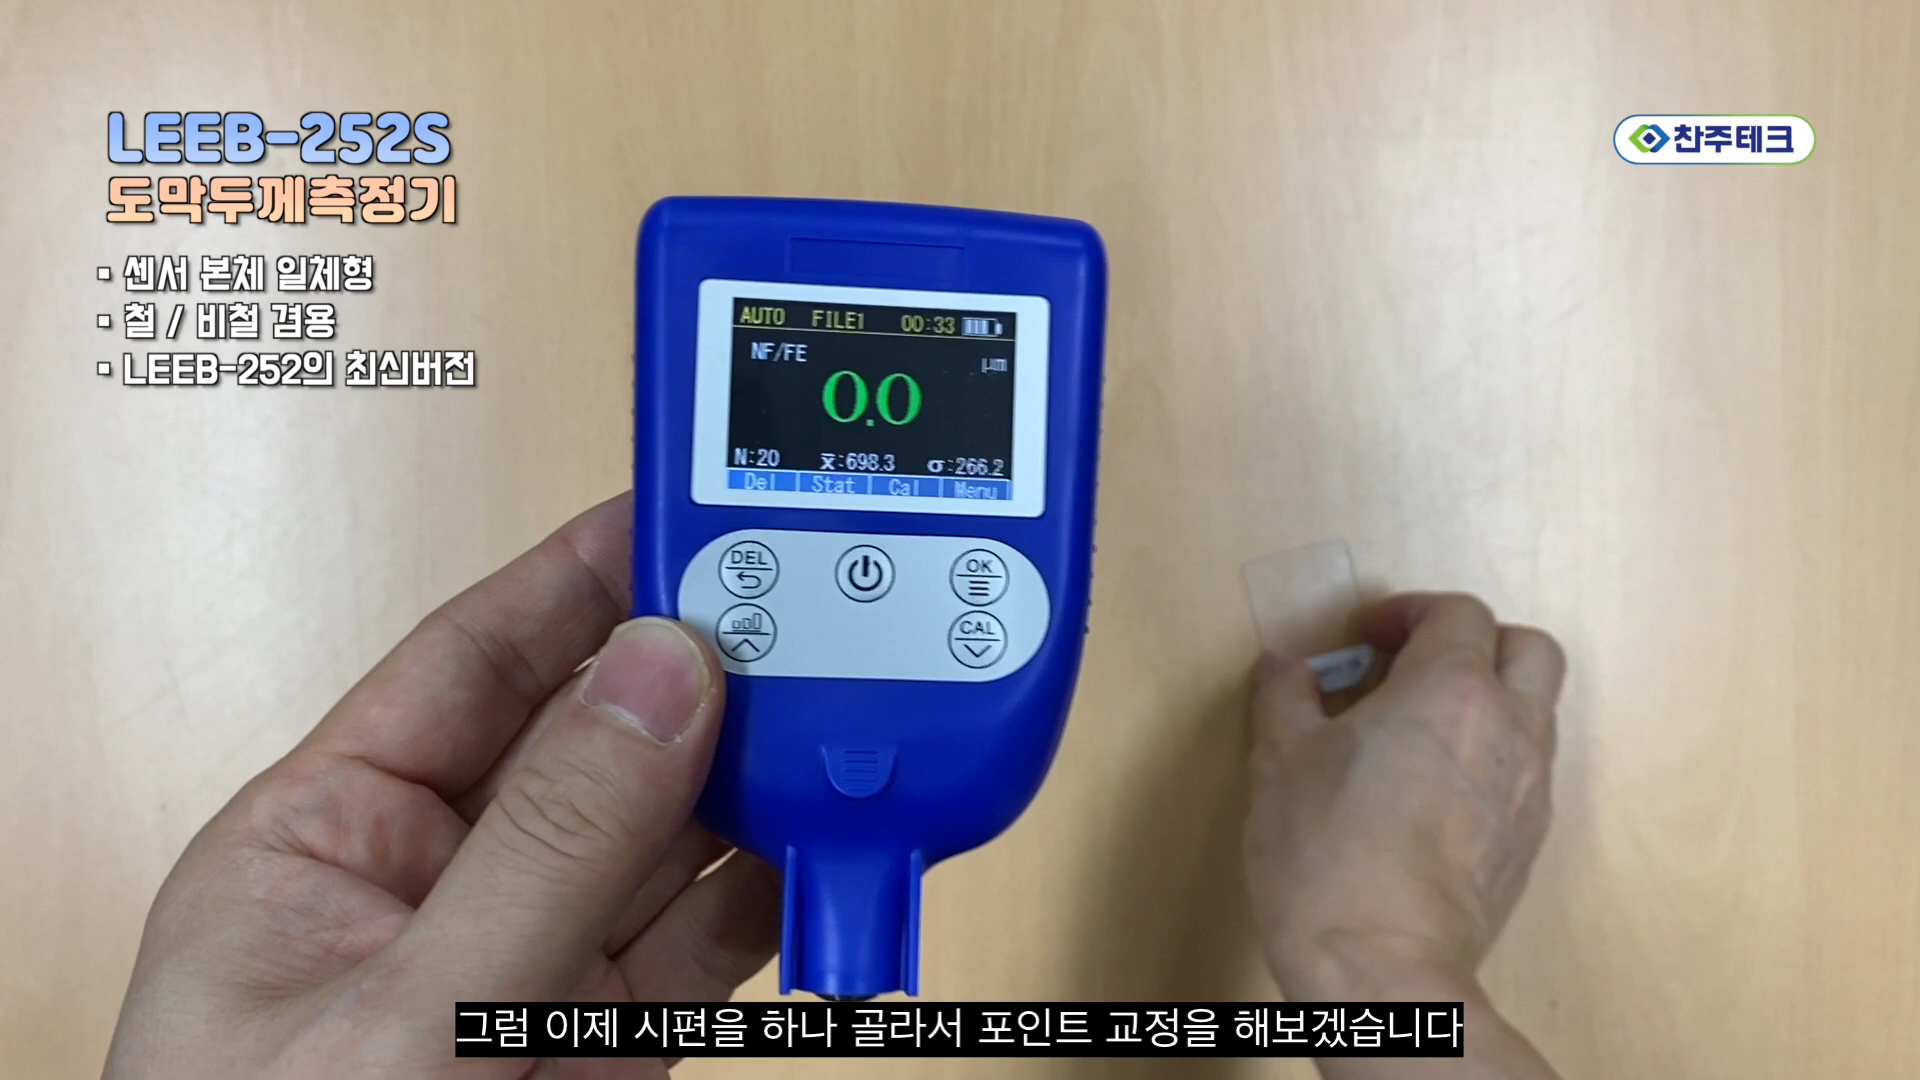 LEEB-252S
도막두께측정기
▪ 센서 본체 일체형
▪ 철 / 비철 겸용
▪ LEEB-252의 최신버전
찬주테크
AUTO FILE1 00:33
NF/FE μm
0.0
N:20 x̄:698.3 σ:266.2
Del Stat Cal Menu
DEL
OK
CAL
그럼 이제 시편을 하나 골라서 포인트 교정을 해보겠습니다